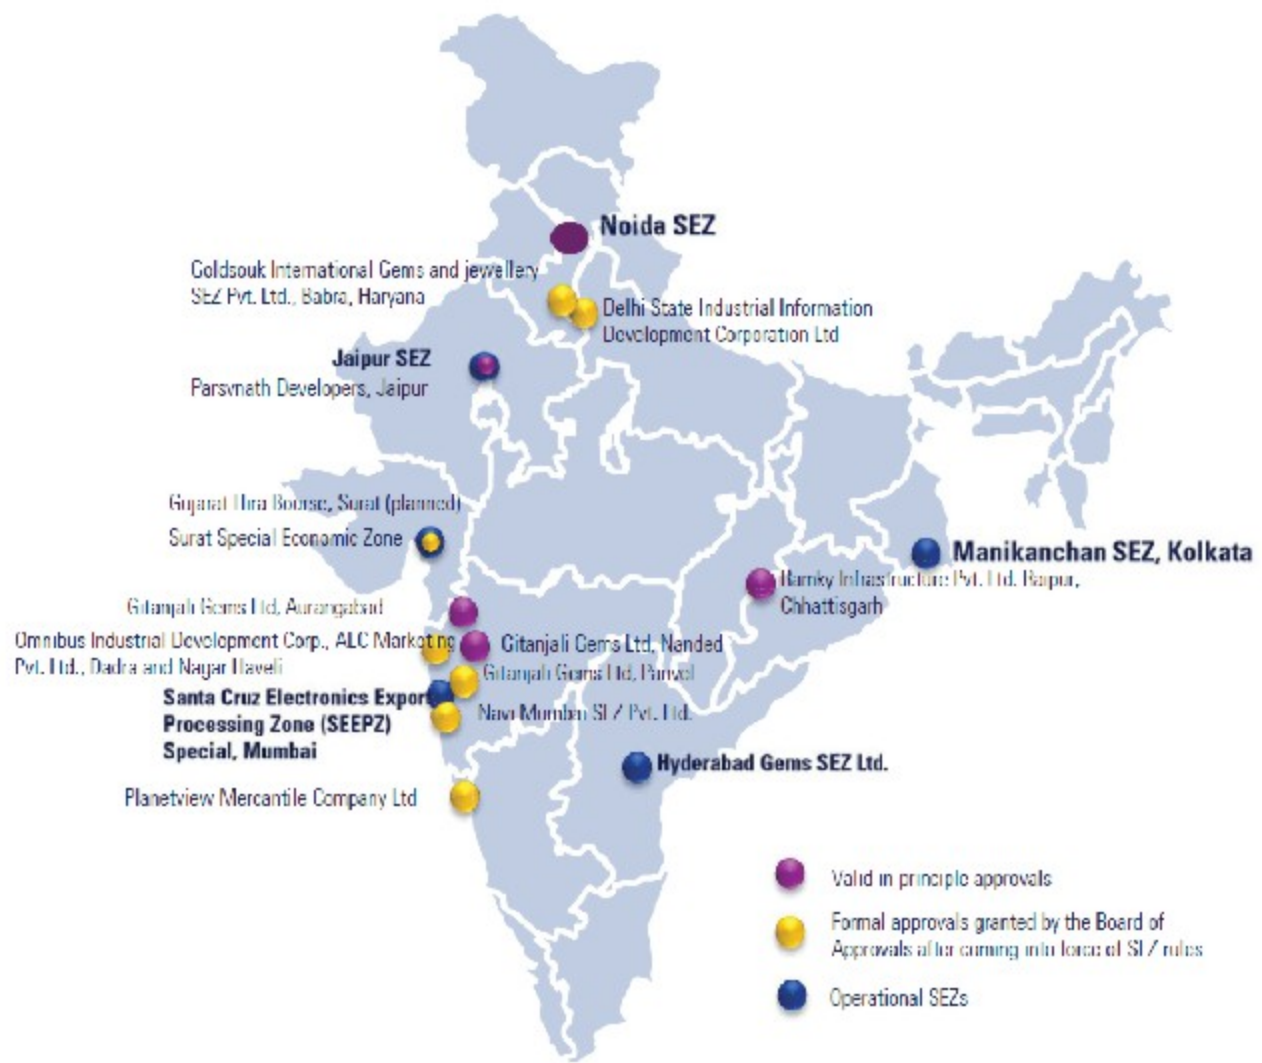 Noida SEZ
Goldsouk International Gems and jewellery
SEZ Pvt. Ltd., Babra, Haryana
Delhi State Industrial Information
Development Corporation Ltd
Jaipur SEZ
Parsvnath Developers, Jaipur
Gujarat Hira Bourse, Surat (planned)
Surat Special Economic Zone
Manikanchan SEZ, Kolkata
Ramky Infrastructure Pvt. Ltd. Raipur,
Chhattisgarh
Gitanjali Gems Ltd, Aurangabad
Omnibus Industrial Development Corp., ALC Marketing
Pvt. Ltd., Dadra and Nagar Haveli
Gitanjali Gems Ltd, Nanded
Gitanjali Gems Ltd, Panvel
Santa Cruz Electronics Export
Processing Zone (SEEPZ)
Special, Mumbai
Navi Mumbai SEZ Pvt. Ltd.
Hyderabad Gems SEZ Ltd.
Planetview Mercantile Company Ltd
Valid in principle approvals
Formal approvals granted by the Board of
Approvals after coming into force of SEZ rules
Operational SEZs